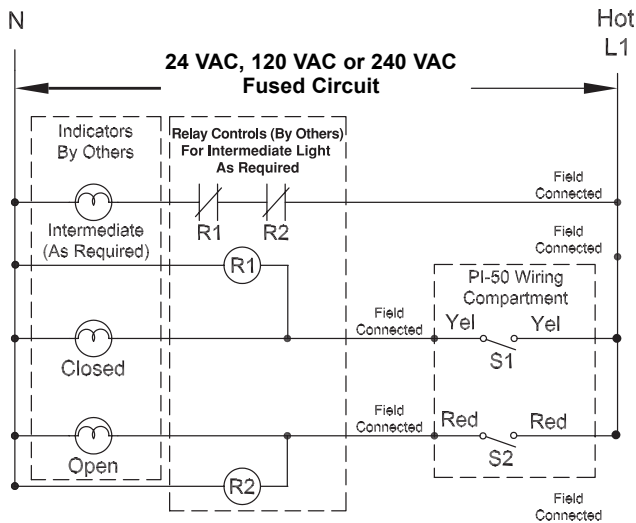 N
Hot
L1
24 VAC, 120 VAC or 240 VAC
Fused Circuit
Indicators
By Others
Relay Controls (By Others)
For Intermediate Light
As Required
Field
Connected
R1
R2
Intermediate
(As Required)
Field
Connected
R1
PI-50 Wiring
Compartment
Field
Connected
Yel
Yel
S1
Closed
Field
Connected
Red
Red
S2
Open
R2
Field
Connected